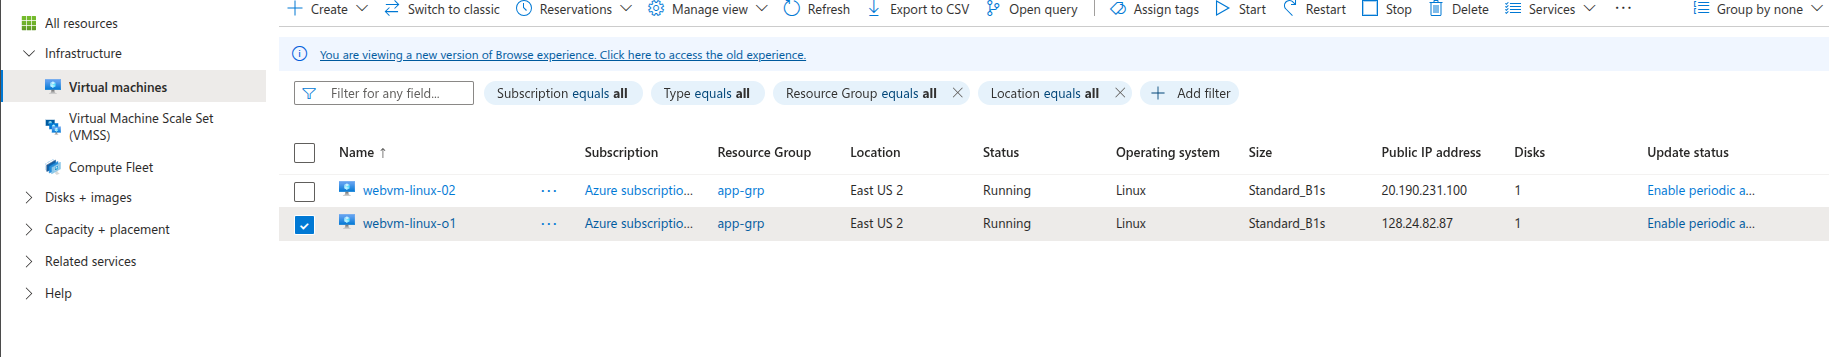 All resources
Infrastructure
Virtual machines
Virtual Machine Scale Set
(VMSS)
Compute Fleet
Disks + images
Capacity + placement
Related services
Help
Create Switch to classic Reservations Manage view Refresh Export to CSV Open query Assign tags Start Restart Stop Delete Services ... Group by none
You are viewing a new version of Browse experience. Click here to access the old experience.
Filter for any field... Subscription equals all Type equals all Resource Group equals all Location equals all Add filter
Name ↑ Subscription Resource Group Location Status Operating system Size Public IP address Disks Update status
webvm-linux-02 ... Azure subscriptio... app-grp East US 2 Running Linux Standard_B1s 20.190.231.100 1 Enable periodic a...
webvm-linux-o1 ... Azure subscriptio... app-grp East US 2 Running Linux Standard_B1s 128.24.82.87 1 Enable periodic a...